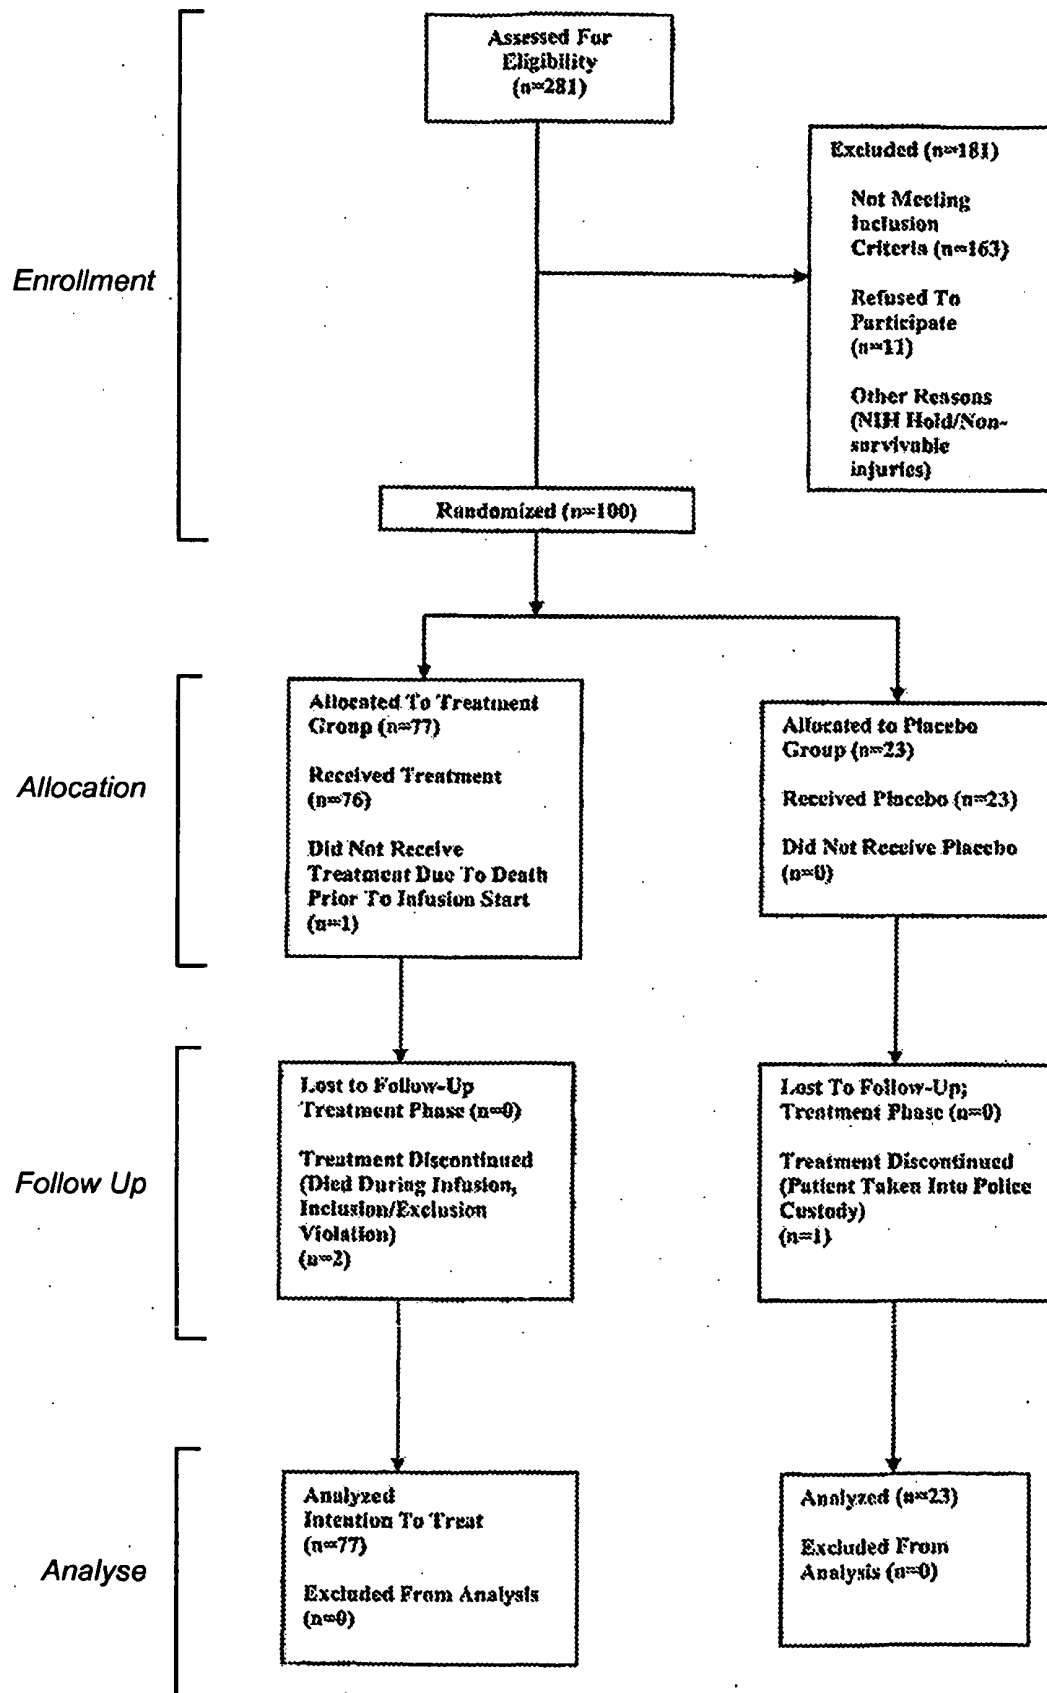 Assessed For
Eligibility
(n=281)
Excluded (n=181)
Not Meeting
Inclusion
Criteria (n=163)
Refused To
Participate
(n=11)
Other Reasons
(NIH Hold/Non-
survivable
injuries)
Enrollment
Randomized (n=100)
Allocation
Allocated To Treatment
Group (n=77)
Received Treatment
(n=76)
Did Not Receive
Treatment Due To Death
Prior To Infusion Start
(n=1)
Allocated to Placebo
Group (n=23)
Received Placebo (n=23)
Did Not Receive Placebo
(n=0)
Follow Up
Lost to Follow-Up
Treatment Phase (n=0)
Treatment Discontinued
(Died During Infusion,
Inclusion/Exclusion
Violation)
(n=2)
Lost To Follow-Up;
Treatment Phase (n=0)
Treatment Discontinued
(Patient Taken Into Police
Custody)
(n=1)
Analyse
Analyzed
Intention To Treat
(n=77)
Excluded From Analysis
(n=0)
Analyzed (n=23)
Excluded From
Analysis (n=0)